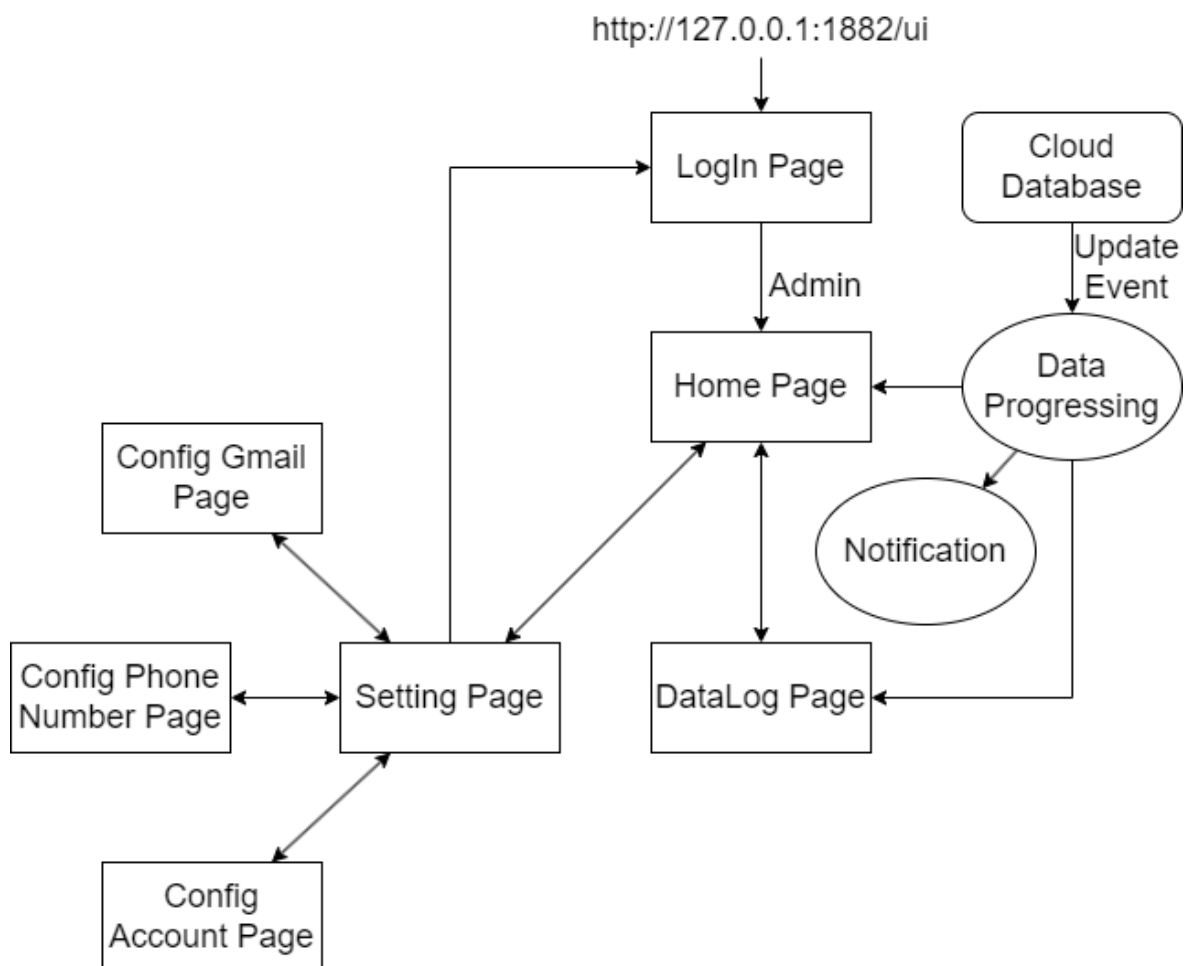 http://127.0.0.1:1882/ui
LogIn Page
Cloud
Database
Update
Event
Admin
Home Page
Data
Progressing
Config Gmail
Page
Notification
Config Phone
Number Page
Setting Page
DataLog Page
Config
Account Page